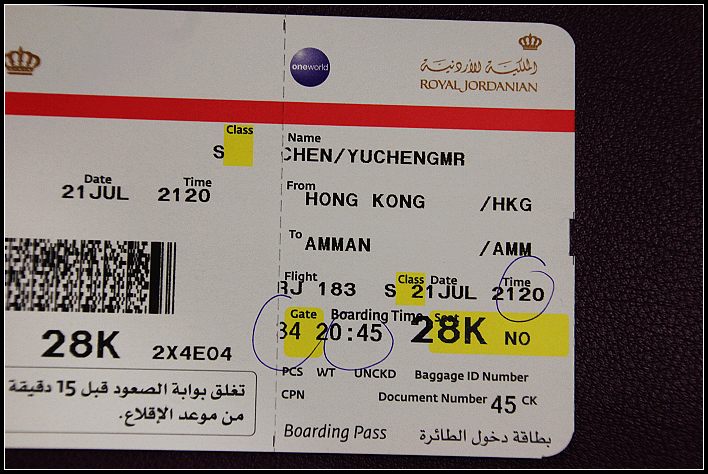 oneworld
الملكية الأردنية
ROYAL JORDANIAN
Class
S
Date Time
21JUL 2120
28K 2X4E04
تغلق بوابة الصعود قبل 15 دقيقة
من موعد الإقلاع.
Name
CHEN/YUCHENGMR
From
HONG KONG /HKG
To
AMMAN /AMM
Flight Class Date Time
RJ 183 S 21JUL 2120
Gate Boarding Time Seat
34 20:45 28K NO
PCS WT UNCKD Baggage ID Number
CPN Document Number 45 CK
Boarding Pass بطاقة دخول الطائرة